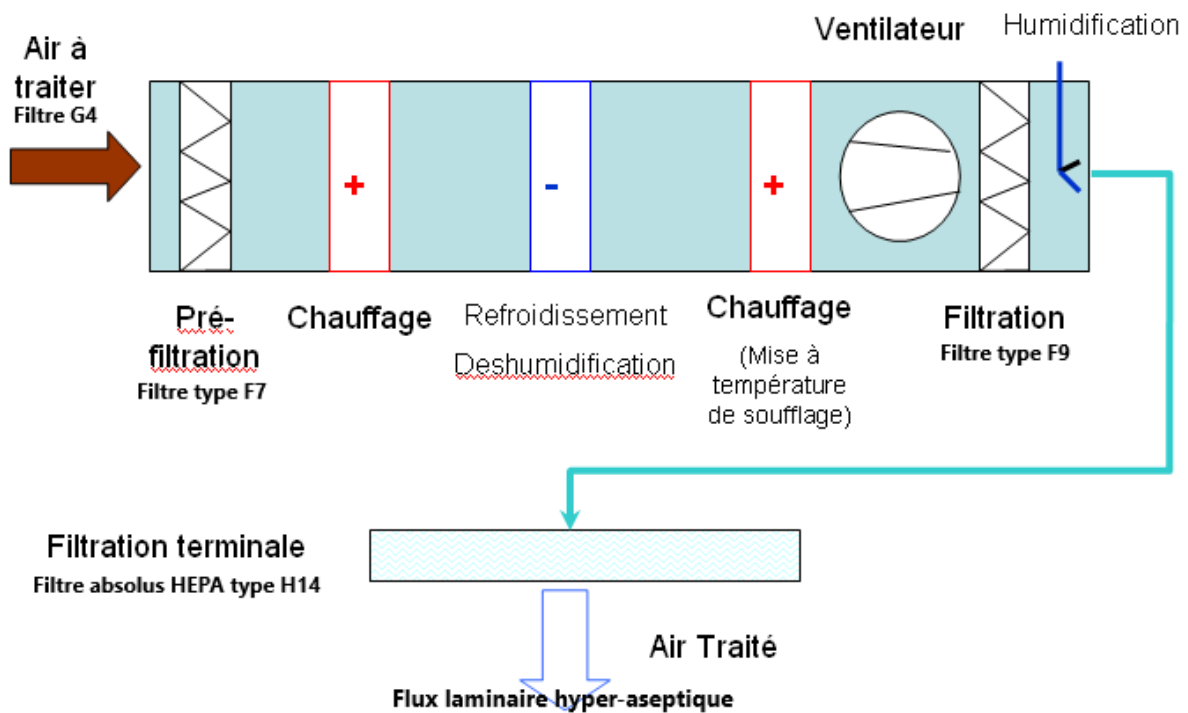 Air à
traiter
Filtre G4
Ventilateur
Humidification
+
-
+
Pré-
filtration
Filtre type F7
Chauffage
Refroidissement
Deshumidification
Chauffage
(Mise à
température
de soufflage)
Filtration
Filtre type F9
Filtration terminale
Filtre absolus HEPA type H14
Air Traité
Flux laminaire hyper-aseptique